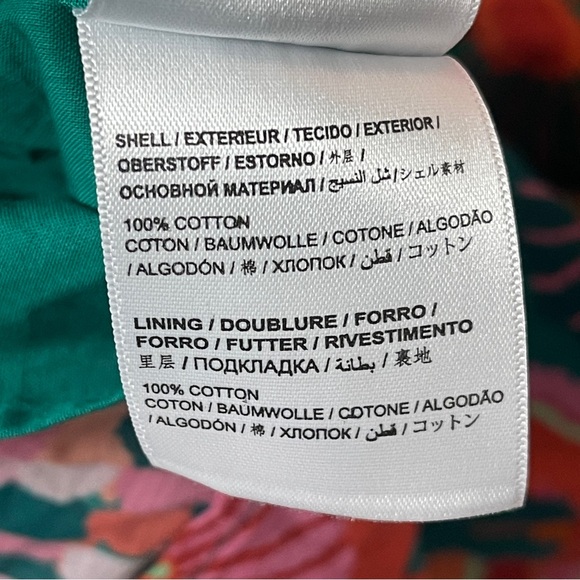 SHELL / EXTERIEUR / TECIDO / EXTERIOR /
OBERSTOFF / ESTORNO / 外层 /
ОСНОВНОЙ МАТЕРИАЛ / شل النسيج / シェル素材
100% COTTON
COTON / BAUMWOLLE / COTONE / ALGODÃO
/ ALGODÓN / 棉 / ХЛОПОК / قطن / コットン
LINING / DOUBLURE / FORRO /
FORRO / FUTTER / RIVESTIMENTO
里层 / ПОДКЛАДКА / بطانة / 裏地
100% COTTON
COTON / BAUMWOLLE / COTONE / ALGODÃO
/ ALGODÓN / 棉 / ХЛОПОК / قطن / コットン